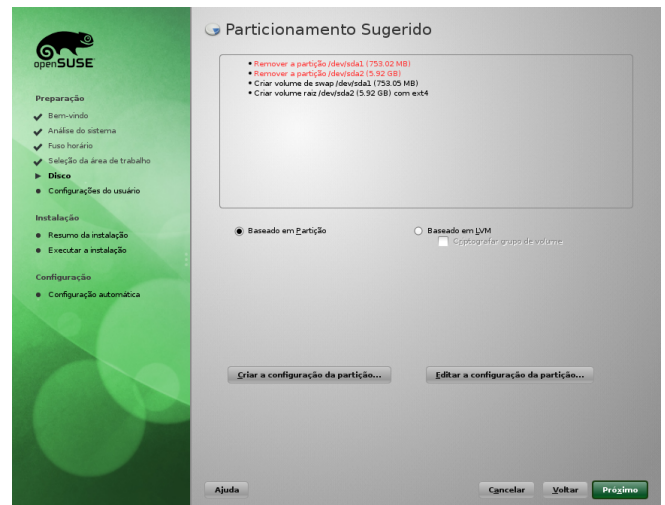 openSUSE
Preparação
Bem-vindo
Análise do sistema
Fuso horário
Seleção da área de trabalho
Disco
Configurações do usuário
Instalação
Resumo da instalação
Executar a instalação
Configuração
Configuração automática
Particionamento Sugerido
Remover a partição /dev/sda1 (753.02 MB)
Remover a partição /dev/sda2 (5.92 GB)
Criar volume de swap /dev/sda1 (753.05 MB)
Criar volume raiz /dev/sda2 (5.92 GB) com ext4
Baseado em Partição
Baseado em LVM
Criptografar grupo de volume
Criar a configuração da partição...
Editar a configuração da partição...
Ajuda
Cancelar
Voltar
Próximo